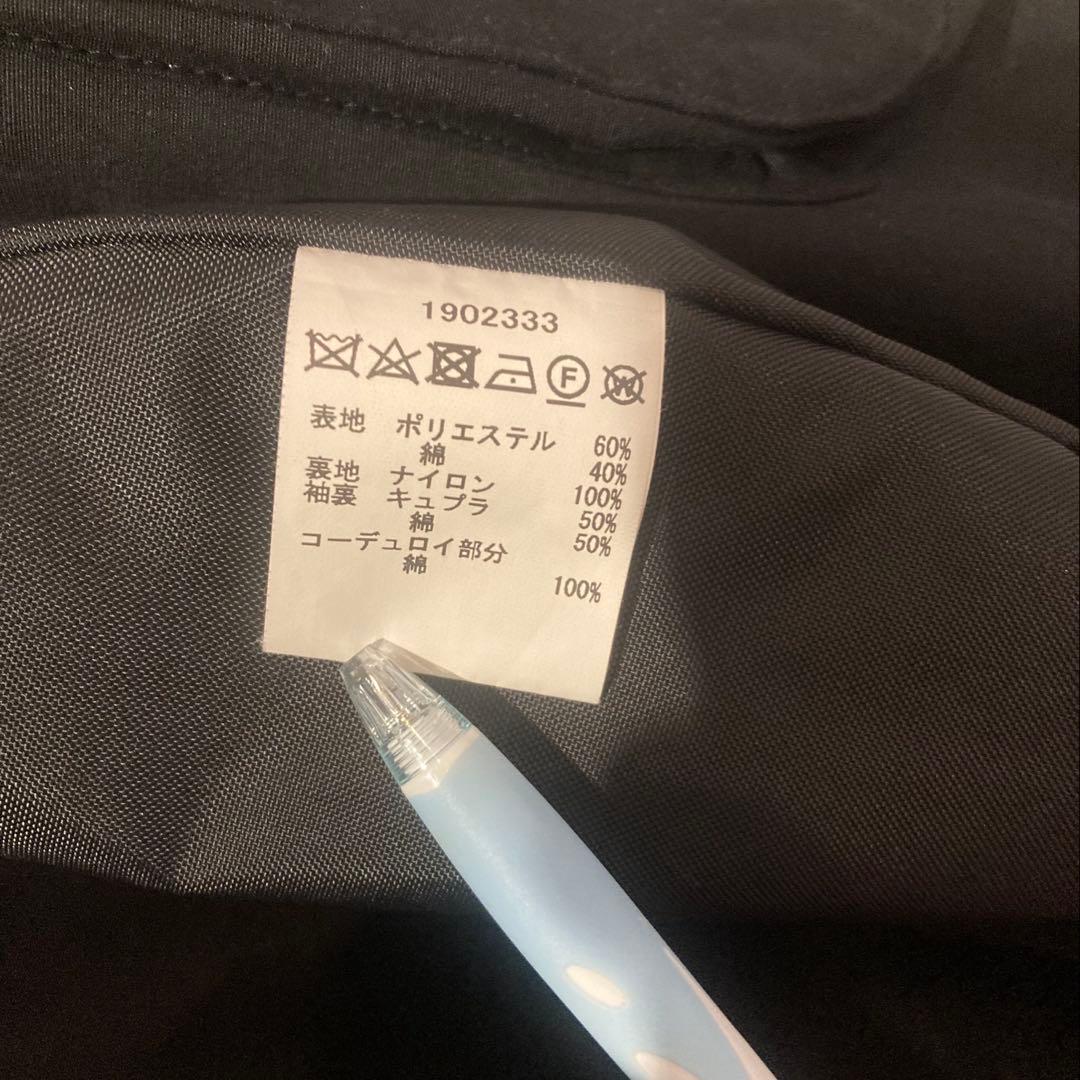 1902333
F W
表地 ポリエステル 60%
綿 40%
裏地 ナイロン 100%
袖裏 キュプラ 50%
綿 50%
コーデュロイ部分
綿 100%